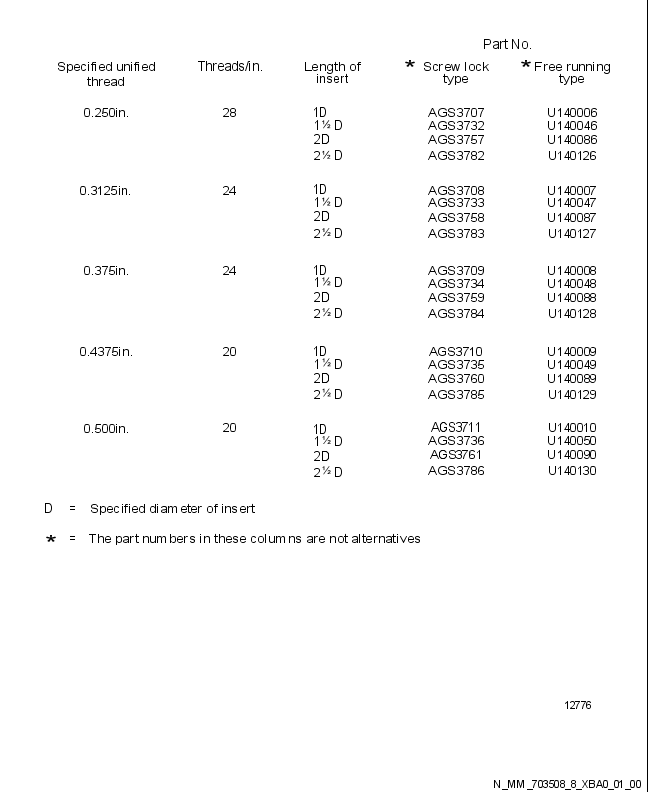 Part No.
Specified unified thread Threads/in. Length of insert * Screw lock type * Free running type
0.250in. 28 1D AGS3707 U140006
1½ D AGS3732 U140046
2D AGS3757 U140086
2½ D AGS3782 U140126
0.3125in. 24 1D AGS3708 U140007
1½ D AGS3733 U140047
2D AGS3758 U140087
2½ D AGS3783 U140127
0.375in. 24 1D AGS3709 U140008
1½ D AGS3734 U140048
2D AGS3759 U140088
2½ D AGS3784 U140128
0.4375in. 20 1D AGS3710 U140009
1½ D AGS3735 U140049
2D AGS3760 U140089
2½ D AGS3785 U140129
0.500in. 20 1D AGS3711 U140010
1½ D AGS3736 U140050
2D AGS3761 U140090
2½ D AGS3786 U140130
D = Specified diameter of insert
* = The part numbers in these columns are not alternatives
12776
N_MM_703508_8_XBA0_01_00